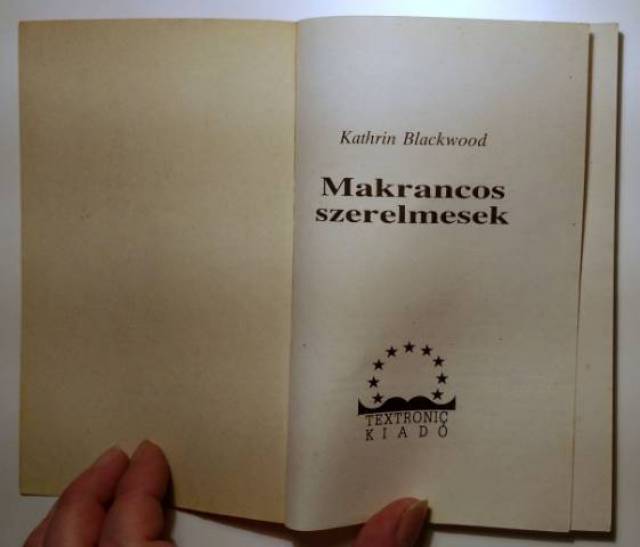 Kathrin Blackwood
Makrancos
szerelmesek
TEXTRONIC
KIADÓ